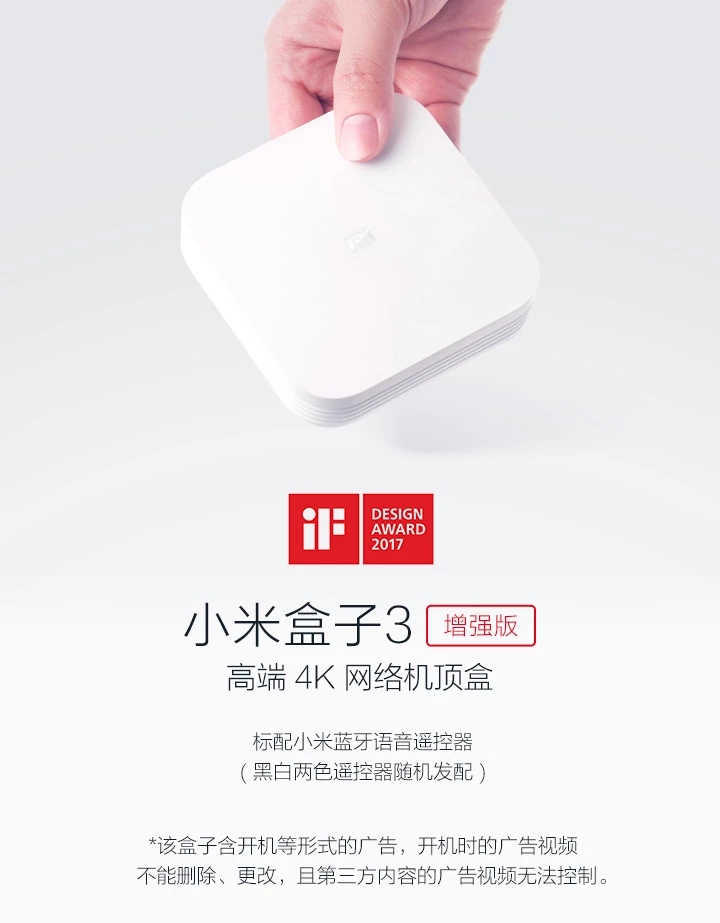 iF
DESIGN
AWARD
2017
小米盒子3 增强版
高端 4K 网络机顶盒
标配小米蓝牙语音遥控器
( 黑白两色遥控器随机发配 )
*该盒子含开机等形式的广告，开机时的广告视频
不能删除、更改，且第三方内容的广告视频无法控制。